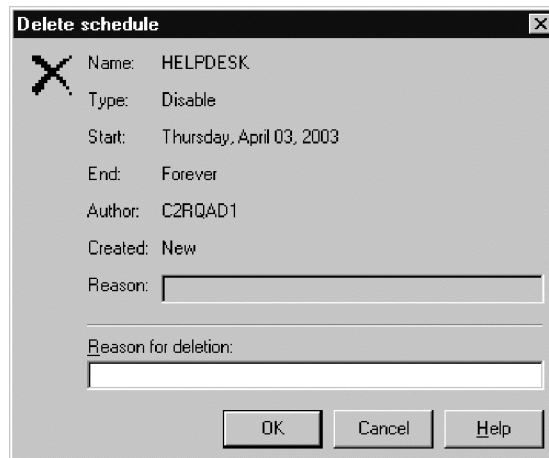 Delete schedule
Name: HELPDESK
Type: Disable
Start: Thursday, April 03, 2003
End: Forever
Author: C2RQAD1
Created: New
Reason:
Reason for deletion:
OK Cancel Help